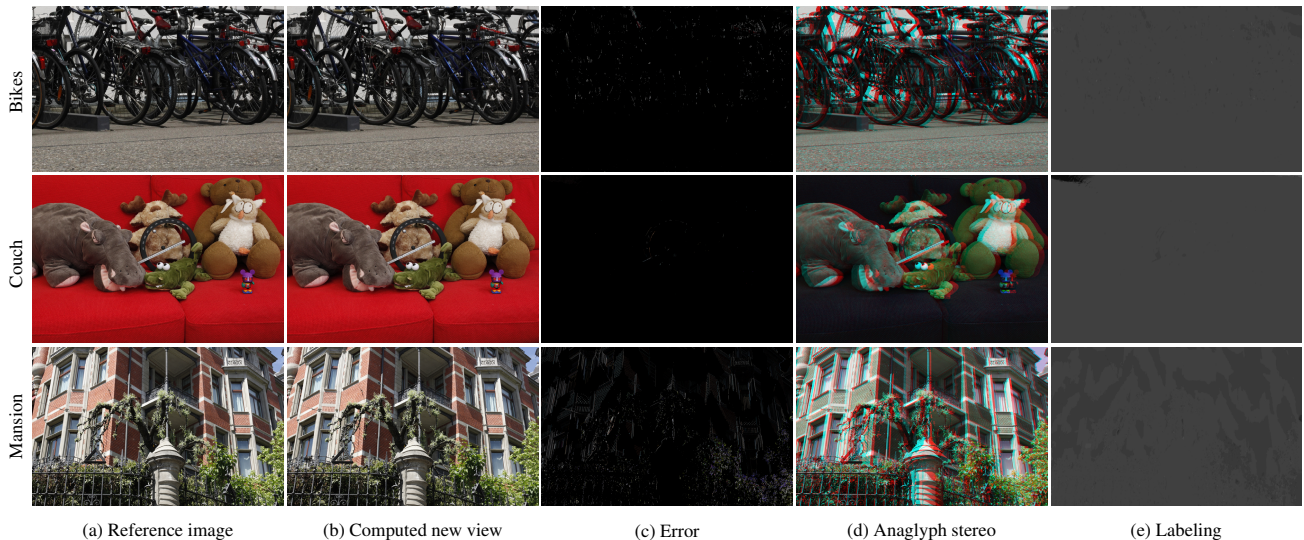 Bikes
Couch
Mansion
(a) Reference image
(b) Computed new view
(c) Error
(d) Anaglyph stereo
(e) Labeling